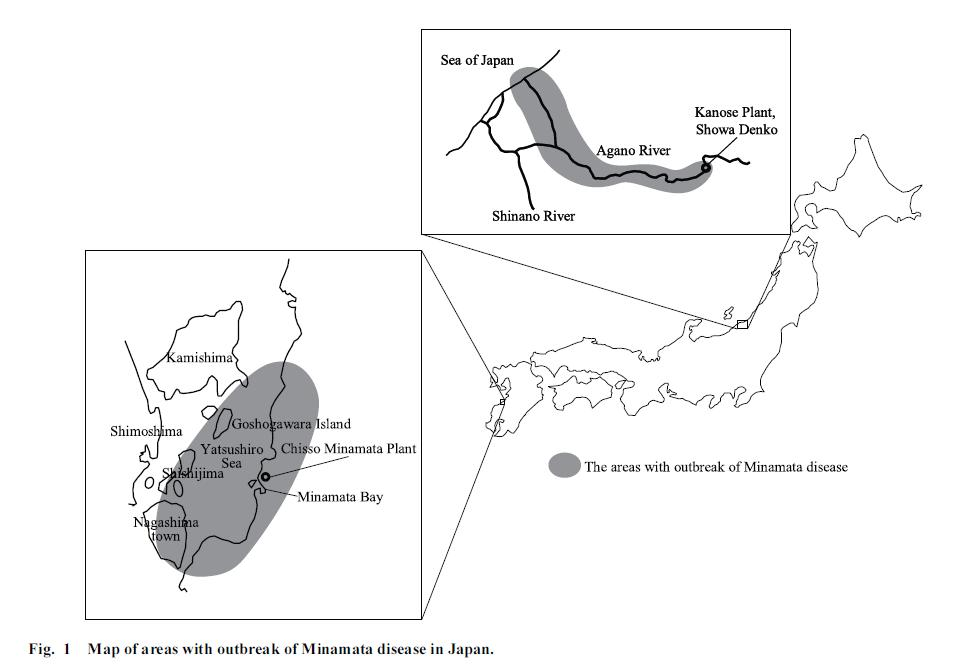 Sea of Japan
Kanose Plant,
Showa Denko
Agano River
Shinano River
Kamishima
Goshogawara Island
Shimoshima
Yatsushiro
Sea
Chisso Minamata Plant
Shishijima
Minamata Bay
Nagashima
town
The areas with outbreak of Minamata disease
Fig. 1 Map of areas with outbreak of Minamata disease in Japan.